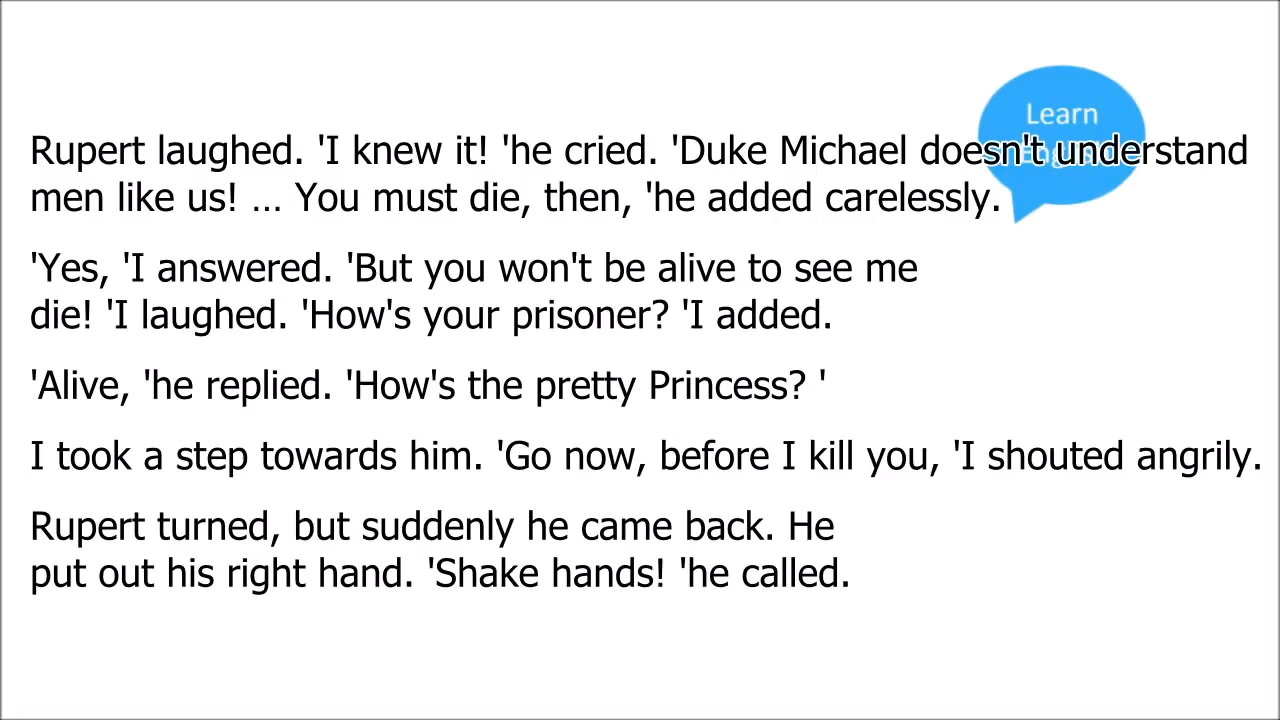 Learn
Rupert laughed. 'I knew it! 'he cried. 'Duke Michael doesn't understand
men like us! ... You must die, then, 'he added carelessly.
'Yes, 'I answered. 'But you won't be alive to see me
die! 'I laughed. 'How's your prisoner? 'I added.
'Alive, 'he replied. 'How's the pretty Princess? '
I took a step towards him. 'Go now, before I kill you, 'I shouted angrily.
Rupert turned, but suddenly he came back. He
put out his right hand. 'Shake hands! 'he called.